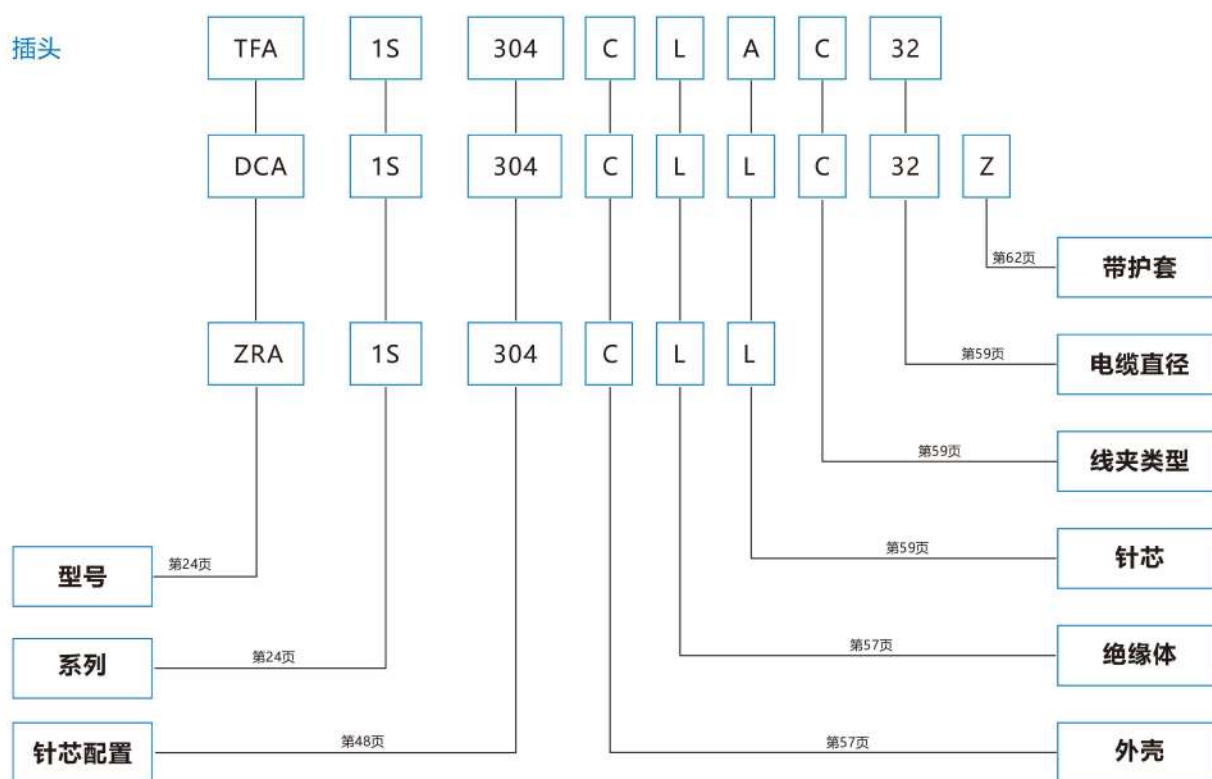 插头 TFA 1S 304 C L A C 32
DCA 1S 304 C L L C 32 Z
第62页 带护套
ZRA 1S 304 C L L
第59页 电缆直径
第59页 线夹类型
第59页 针芯
型号 第24页
第57页 绝缘体
系列 第24页
针芯配置 第48页
第57页 外壳